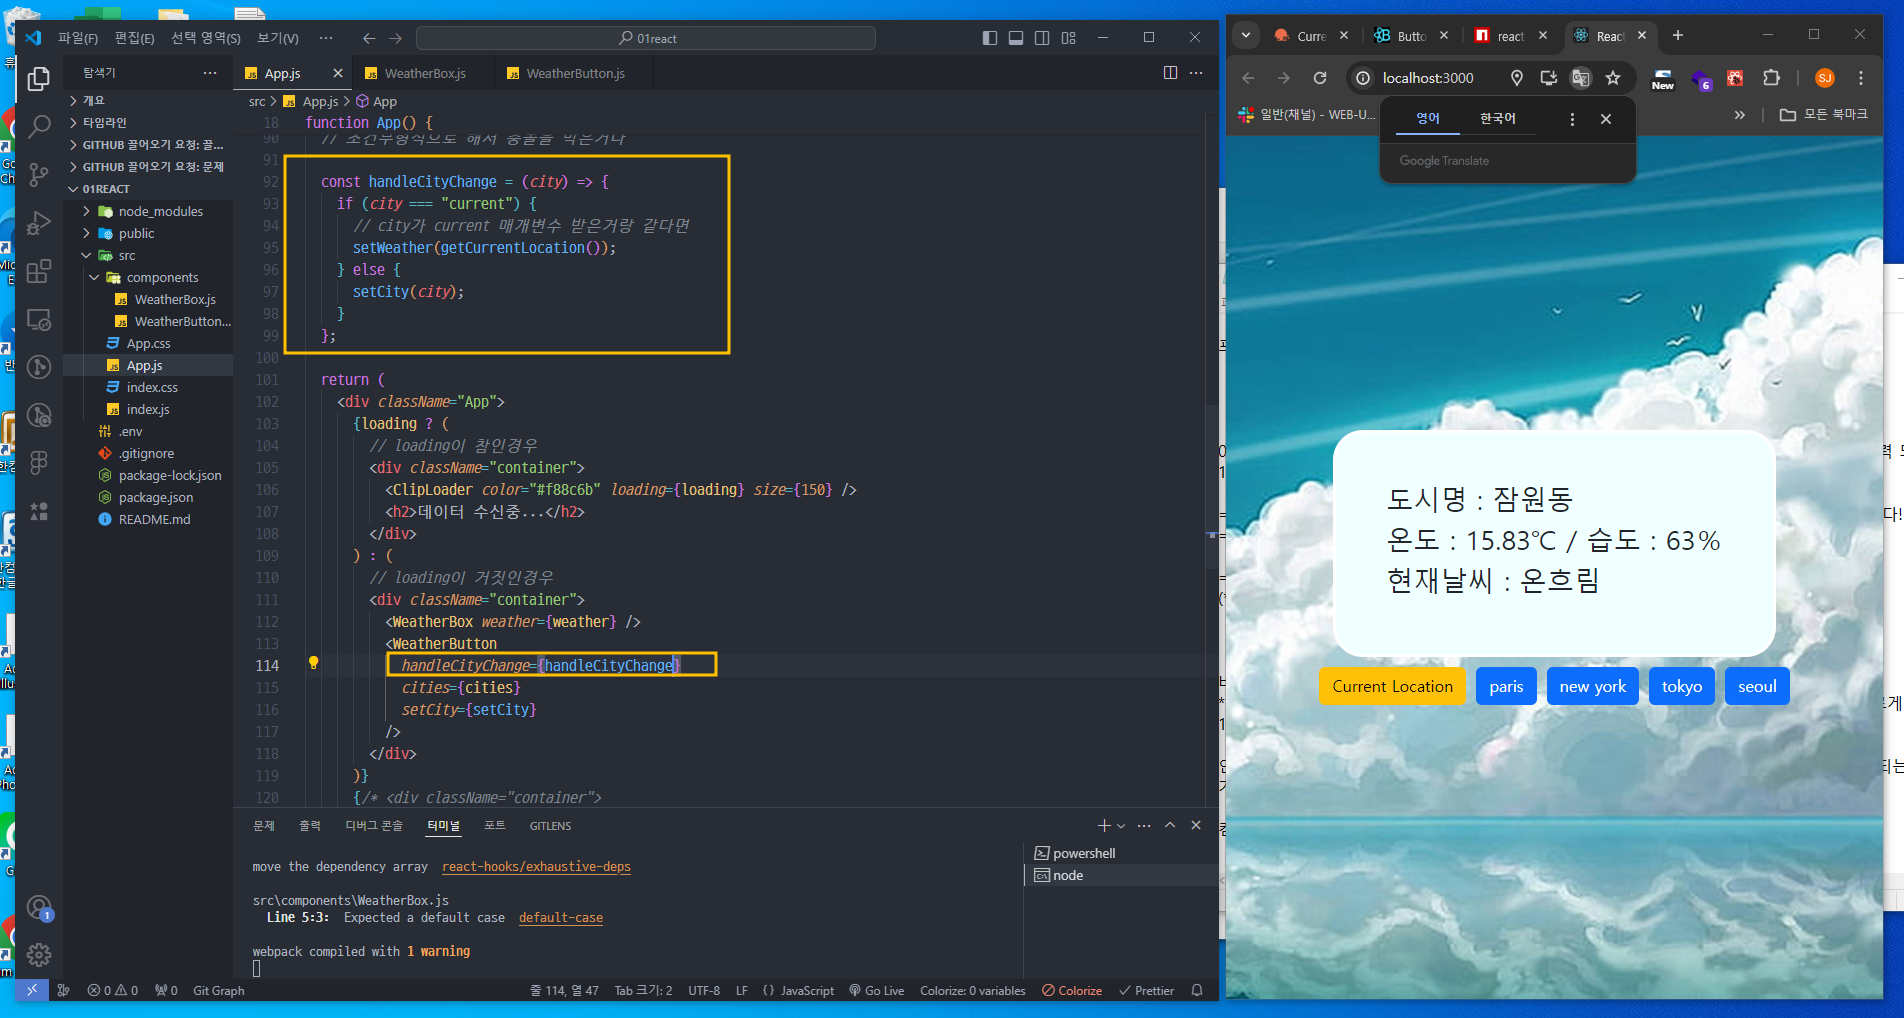 파일(F) 편집(E) 선택 영역(S) 보기(V) ··· 01react
탐색기 ···
개요
타임라인
GITHUB 끌어오기 요청: 끌...
GITHUB 끌어오기 요청: 문제
01REACT
node_modules
public
src
components
WeatherBox.js
WeatherButton...
App.css
App.js
index.css
index.js
.env
.gitignore
package-lock.json
package.json
README.md
1
App.js WeatherBox.js WeatherButton.js
src > App.js > App
18 function App() {
90 // 조건무형식으로 해서 충돌을 막은거다
91
92 const handleCityChange = (city) => {
93 if (city === "current") {
94 // city가 current 매개변수 받은거랑 같다면
95 setWeather(getCurrentLocation());
96 } else {
97 setCity(city);
98 }
99 };
100
101 return (
102 <div className="App">
103 {loading ? (
104 // loading이 참인경우
105 <div className="container">
106 <ClipLoader color="#f88c6b" loading={loading} size={150} />
107 <h2>데이터 수신중...</h2>
108 </div>
109 ) : (
110 // loading이 거짓인경우
111 <div className="container">
112 <WeatherBox weather={weather} />
113 <WeatherButton
114 handleCityChange={handleCityChange}
115 cities={cities}
116 setCity={setCity}
117 />
118 </div>
119 )}
120 {/* <div className="container">
문제 출력 디버그 콘솔 터미널 포트 GITLENS
move the dependency array react-hooks/exhaustive-deps
src\components\WeatherBox.js
Line 5:3: Expected a default case default-case
webpack compiled with 1 warning
powershell
node
0 0 0 Git Graph 줄 114, 열 47 Tab 크기: 2 UTF-8 LF {} JavaScript Go Live Colorize: 0 variables Colorize Prettier
Curre Butto react React
localhost:3000 New 6 SJ
일반(채널) - WEB-U... » 모든 북마크
영어 한국어
Google Translate
도시명 : 잠원동
온도 : 15.83℃ / 습도 : 63%
현재날씨 : 온흐림
Current Location paris new york tokyo seoul